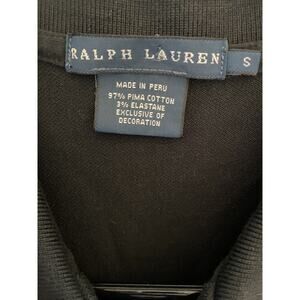 RALPH LAUREN S
MADE IN PERU
97% PIMA COTTON
3% ELASTANE
EXCLUSIVE OF
DECORATION